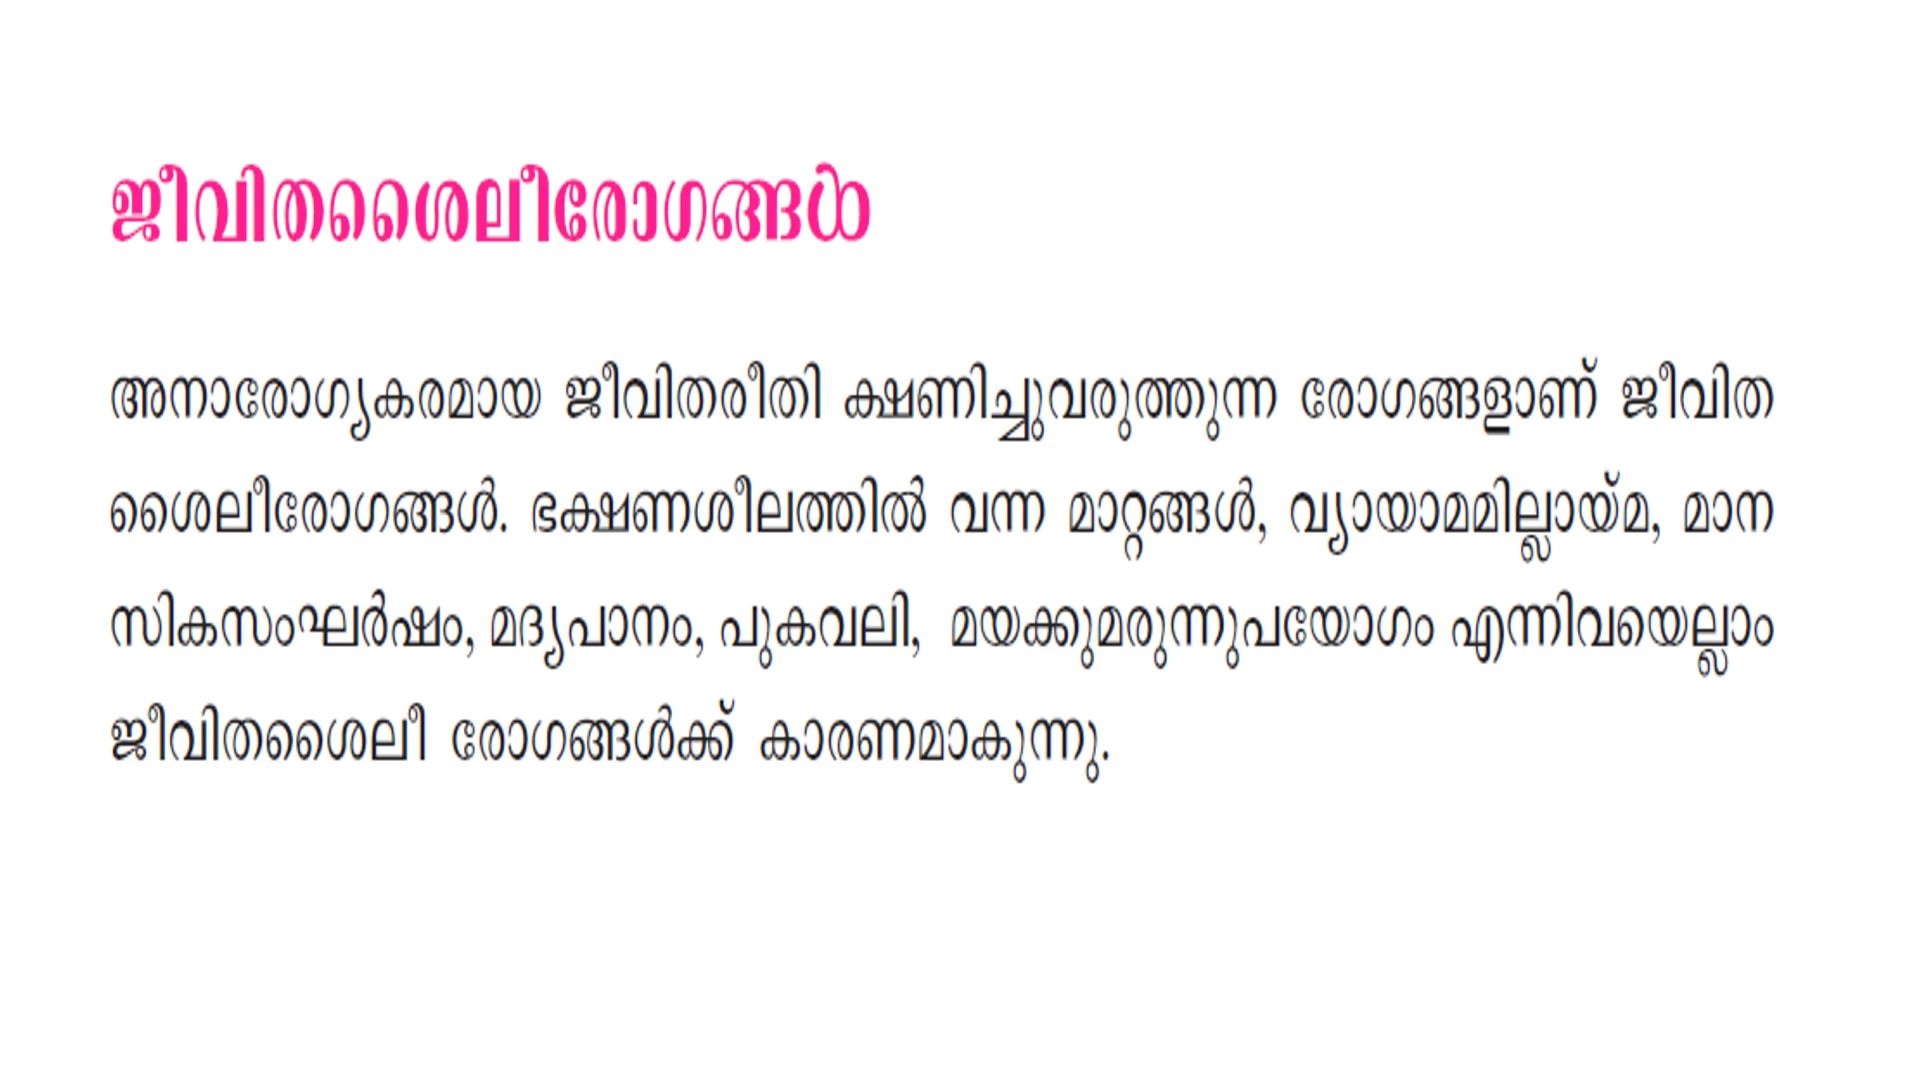 ജീവിതശൈലീരോഗങ്ങൾ
അനാരോഗ്യകരമായ ജീവിതരീതി ക്ഷണിച്ചുവരുത്തുന്ന രോഗങ്ങളാണ് ജീവിത
ശൈലീരോഗങ്ങൾ. ഭക്ഷണശീലത്തിൽ വന്ന മാറ്റങ്ങൾ, വ്യായാമമില്ലായ്മ, മാന
സികസംഘർഷം, മദ്യപാനം, പുകവലി, മയക്കുമരുന്നുപയോഗം എന്നിവയെല്ലാം
ജീവിതശൈലീ രോഗങ്ങൾക്ക് കാരണമാകുന്നു.